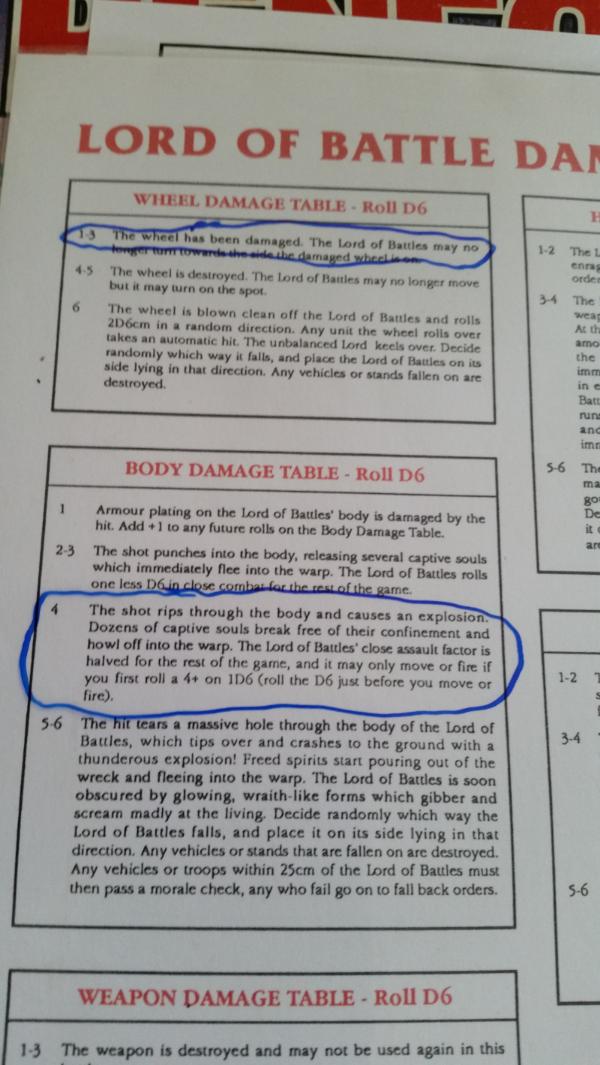 LORD OF BATTLE
WHEEL DAMAGE TABLE - Roll D6
1-3 The wheel has been damaged. The Lord of Battles may no
longer turn towards the side the damaged wheel is on.
4-5 The wheel is destroyed. The Lord of Battles may no longer move
but it may turn on the spot.
6 The wheel is blown clean off the Lord of Battles and rolls
2D6cm in a random direction. Any unit the wheel rolls over
takes an automatic hit. The unbalanced Lord keels over. Decide
randomly which way it falls, and place the Lord of Battles on its
side lying in that direction. Any vehicles or stands fallen on are
destroyed.
BODY DAMAGE TABLE - Roll D6
1 Armour plating on the Lord of Battles' body is damaged by the
hit. Add +1 to any future rolls on the Body Damage Table.
2-3 The shot punches into the body, releasing several captive souls
which immediately flee into the warp. The Lord of Battles rolls
one less D6 in close combat for the rest of the game.
4 The shot rips through the body and causes an explosion.
Dozens of captive souls break free of their confinement and
howl off into the warp. The Lord of Battles' close assault factor is
halved for the rest of the game, and it may only move or fire if
you first roll a 4+ on 1D6 (roll the D6 just before you move or
fire).
5-6 The hit tears a massive hole through the body of the Lord of
Battles, which tips over and crashes to the ground with a
thunderous explosion! Freed spirits start pouring out of the
wreck and fleeing into the warp. The Lord of Battles is soon
obscured by glowing, wraith-like forms which gibber and
scream madly at the living. Decide randomly which way the
Lord of Battles falls, and place it on its side lying in that
direction. Any vehicles or stands that are fallen on are destroyed.
Any vehicles or troops within 25cm of the Lord of Battles must
then pass a morale check, any who fail go on to fall back orders.
WEAPON DAMAGE TABLE - Roll D6
1-3 The weapon is destroyed and may not be used again in this
1-2 The
3-4 The
At th
the
in e
and
5-6 The
1-2
3-4
5-6